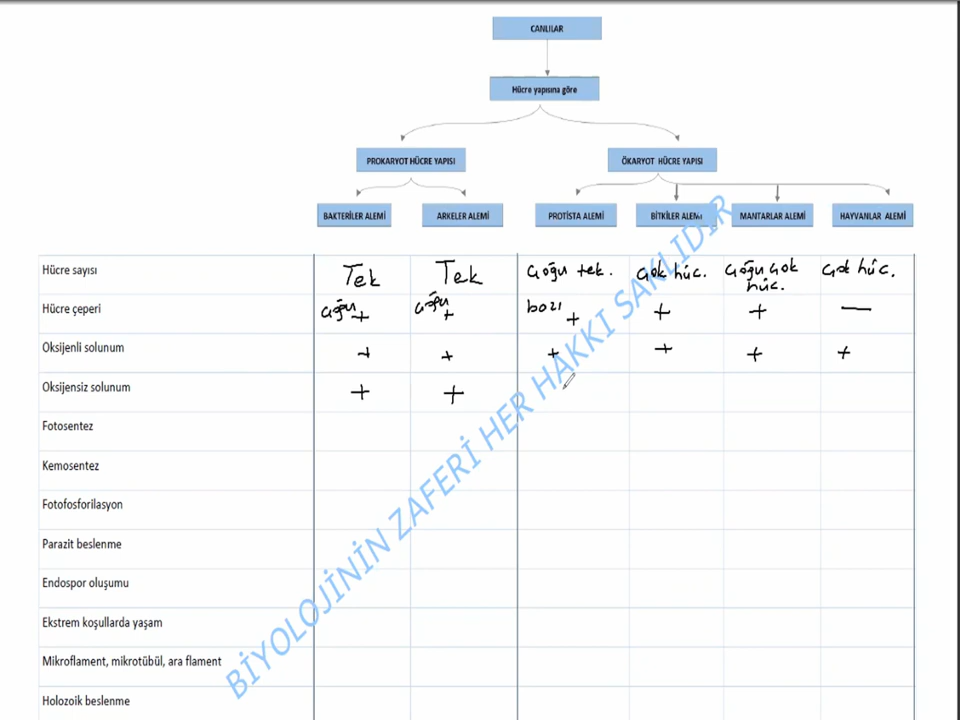 CANLILAR
Hücre yapısına göre
PROKARYOT HÜCRE YAPISI
ÖKARYOT HÜCRE YAPISI
BAKTERİLER ALEMİ
ARKELER ALEMİ
PROTİSTA ALEMİ
BİTKİLER ALEMİ
MANTARLAR ALEMİ
HAYVANLAR ALEMİ
Hücre sayısı Tek Tek Çoğu tek. Çok hüc. Çoğu Çok hüc. Çok hüc.
Hücre çeperi Çoğu + Çoğu + bazı + + + —
Oksijenli solunum + + + + + +
Oksijensiz solunum + +
Fotosentez
Kemosentez
Fotofosforilasyon
Parazit beslenme
Endospor oluşumu
Ekstrem koşullarda yaşam
Mikroflament, mikrotübül, ara flament
Holozoik beslenme
BİYOLOJİNİN ZAFERİ HER HAKKI SAKLIDIR